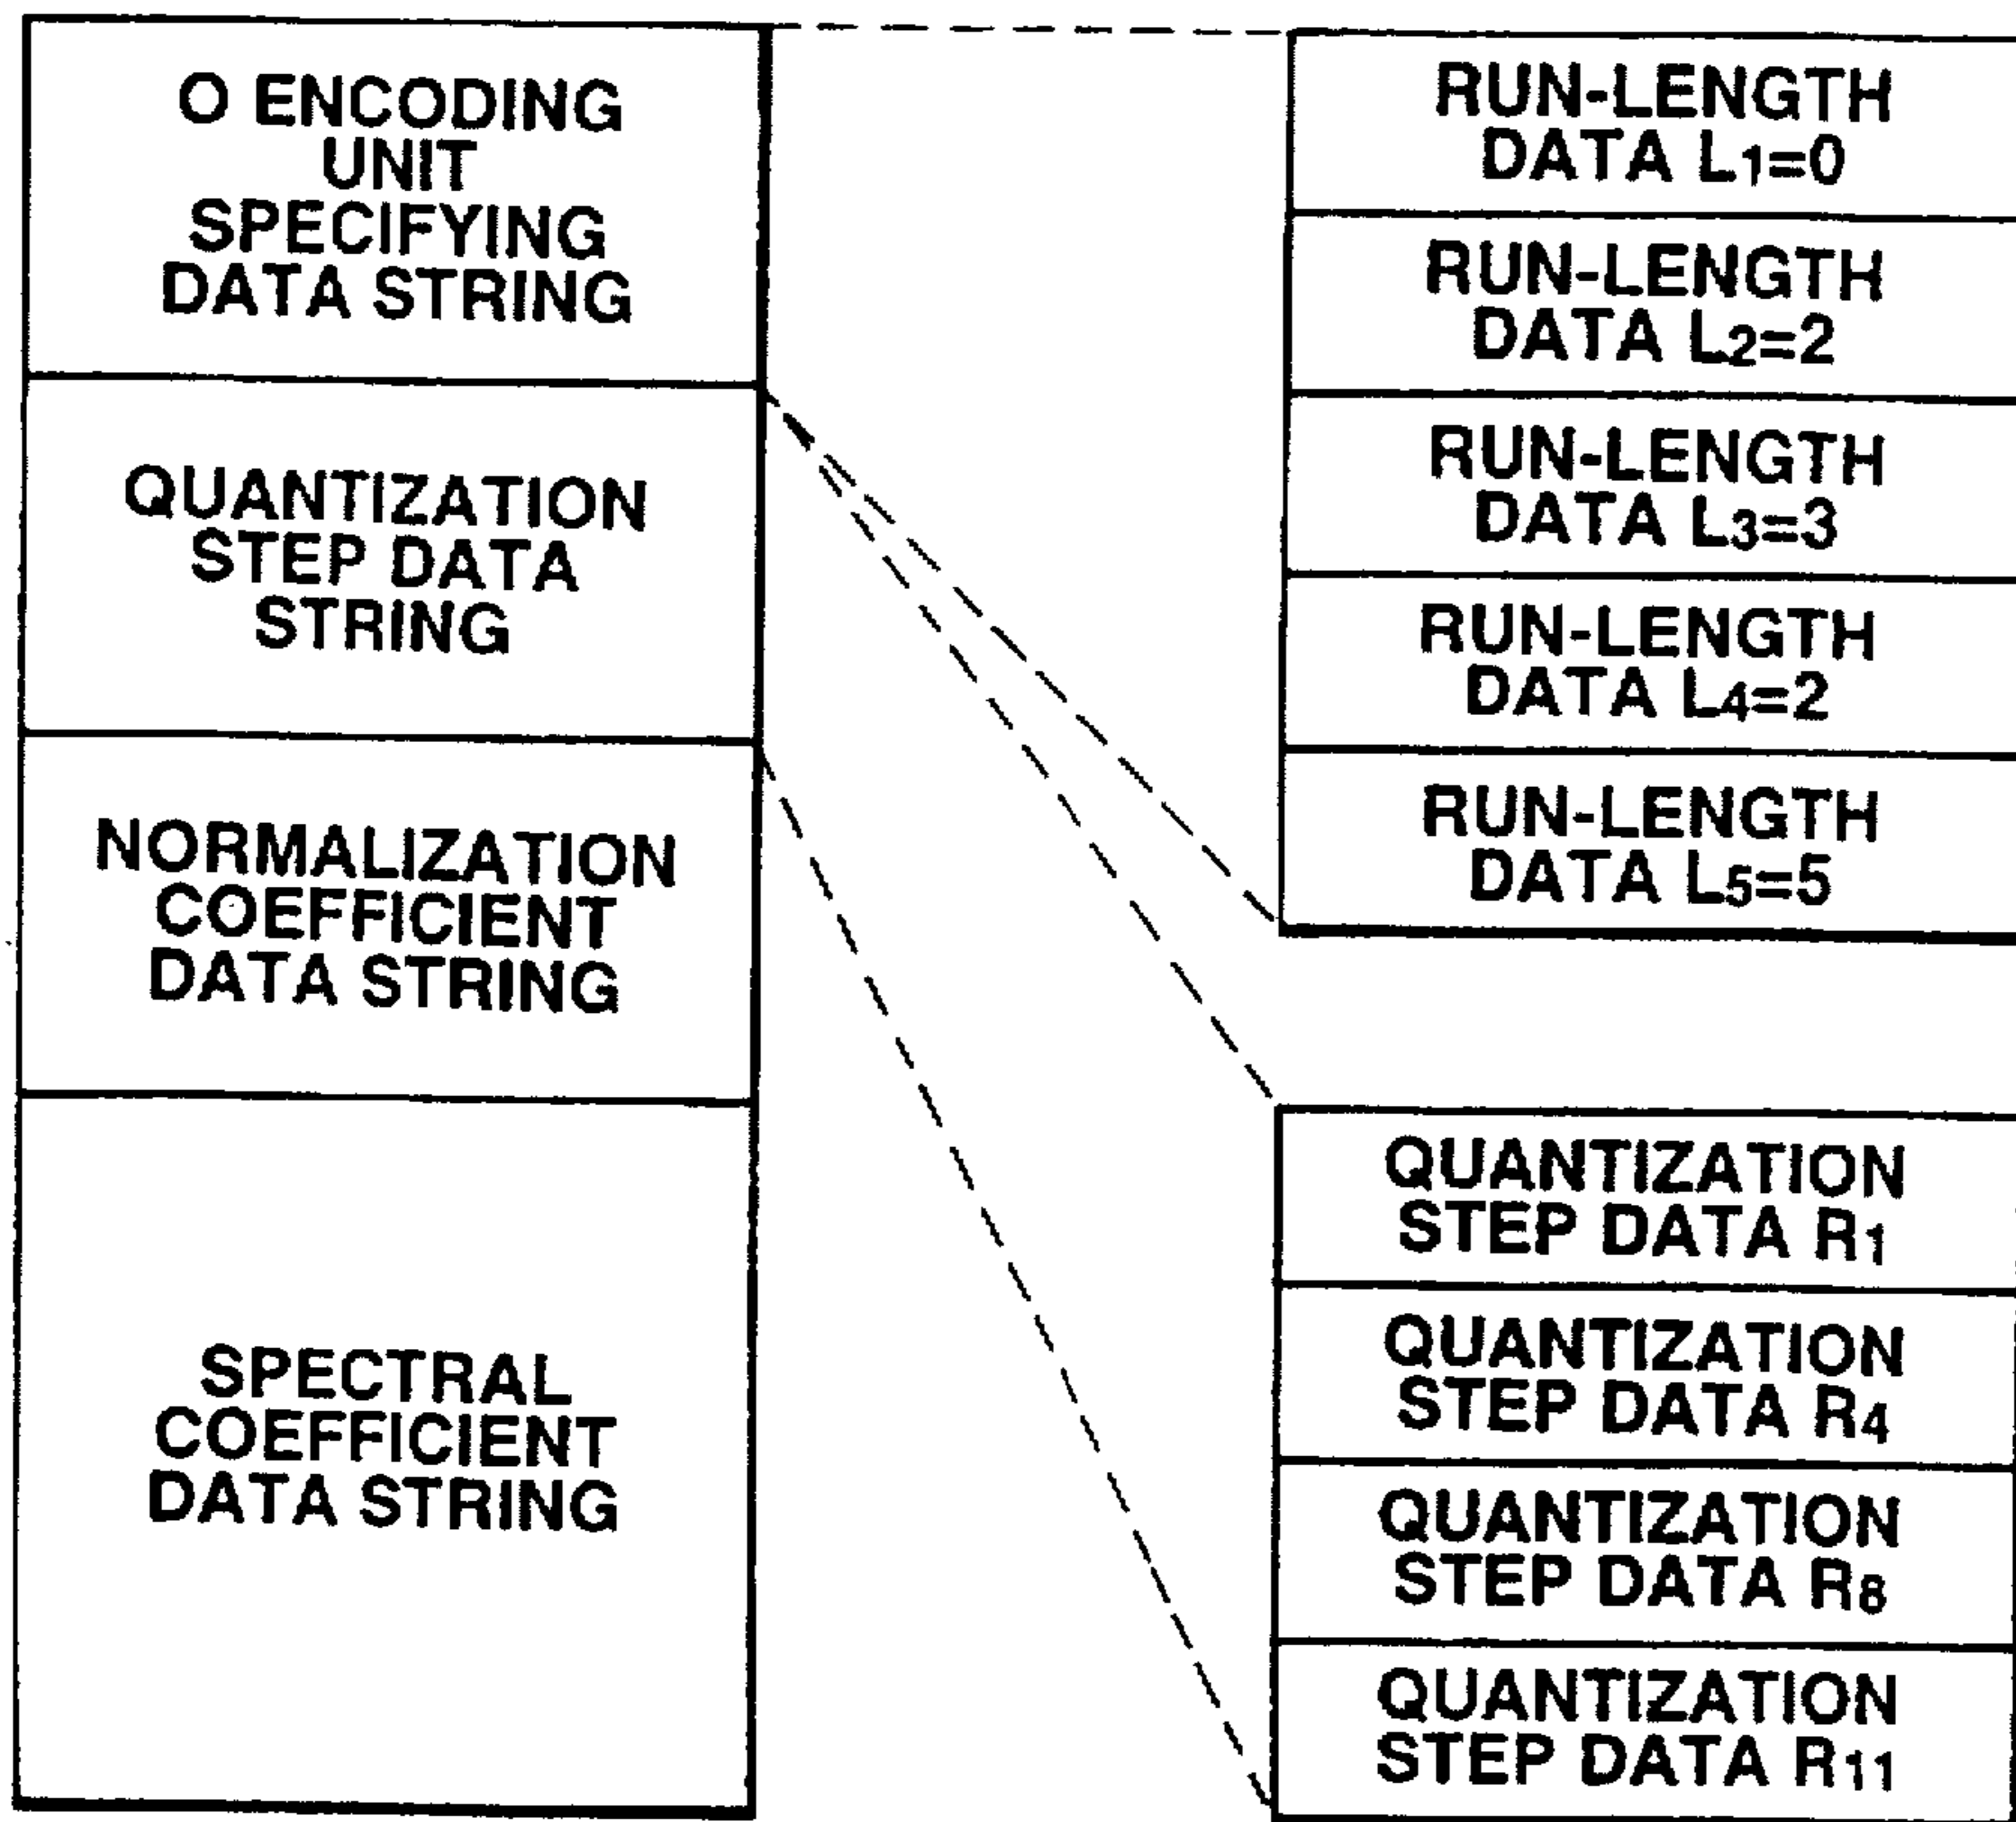 O ENCODING
UNIT
SPECIFYING
DATA STRING
QUANTIZATION
STEP DATA
STRING
NORMALIZATION
COEFFICIENT
DATA STRING
SPECTRAL
COEFFICIENT
DATA STRING
RUN-LENGTH
DATA L1=0
RUN-LENGTH
DATA L2=2
RUN-LENGTH
DATA L3=3
RUN-LENGTH
DATA L4=2
RUN-LENGTH
DATA L5=5
QUANTIZATION
STEP DATA R1
QUANTIZATION
STEP DATA R4
QUANTIZATION
STEP DATA R8
QUANTIZATION
STEP DATA R11